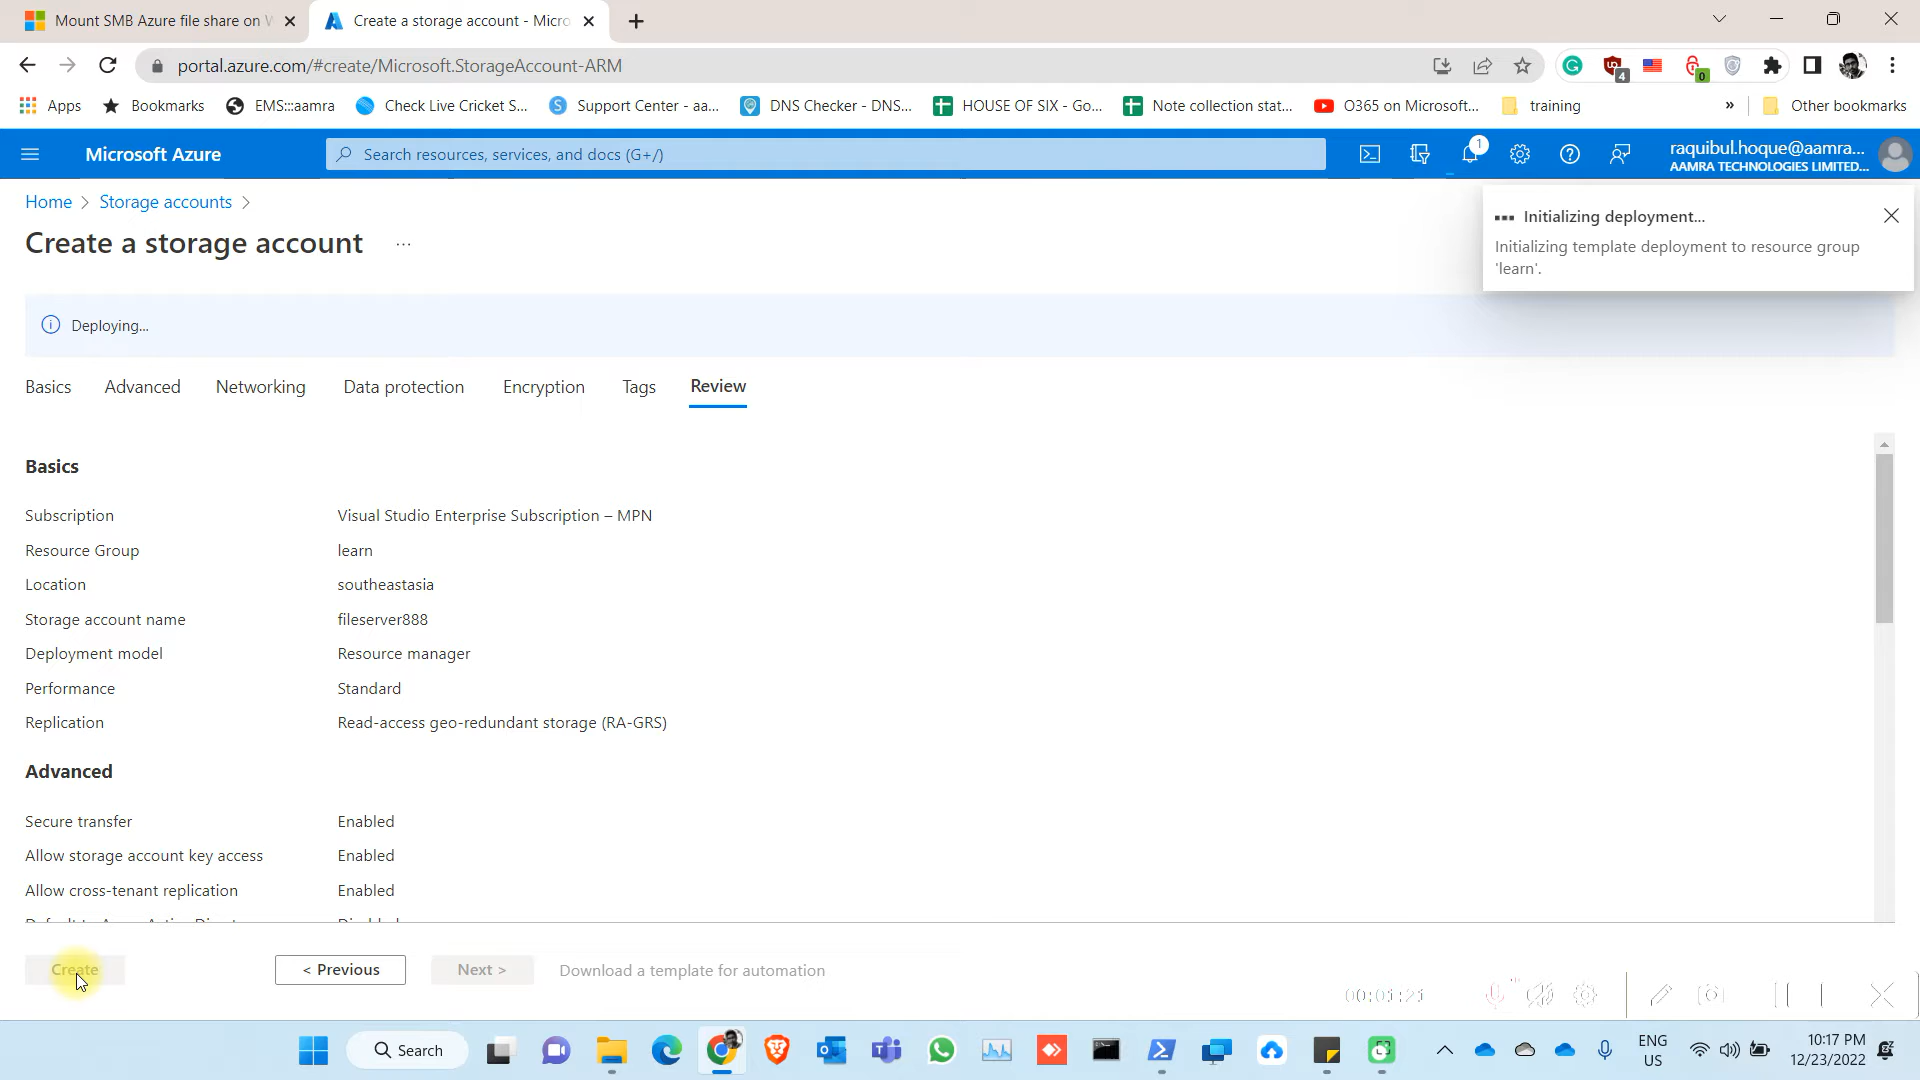 Mount SMB Azure file share on W
Create a storage account - Micro
portal.azure.com/#create/Microsoft.StorageAccount-ARM
4
0
Apps
Bookmarks
EMS:::aamra
Check Live Cricket S...
Support Center - aa...
DNS Checker - DNS...
HOUSE OF SIX - Go...
Note collection stat...
O365 on Microsoft...
training
»
Other bookmarks
Microsoft Azure
Search resources, services, and docs (G+/)
1
raquibul.hoque@aamra...
AAMRA TECHNOLOGIES LIMITED...
Home > Storage accounts >
Create a storage account ...
Initializing deployment...
Initializing template deployment to resource group
'learn'.
Deploying...
Basics
Advanced
Networking
Data protection
Encryption
Tags
Review
Basics
Subscription Visual Studio Enterprise Subscription – MPN
Resource Group learn
Location southeastasia
Storage account name fileserver888
Deployment model Resource manager
Performance Standard
Replication Read-access geo-redundant storage (RA-GRS)
Advanced
Secure transfer Enabled
Allow storage account key access Enabled
Allow cross-tenant replication Enabled
Create
< Previous
Next >
Download a template for automation
00:01:21
Search
ENG
US
10:17 PM
12/23/2022